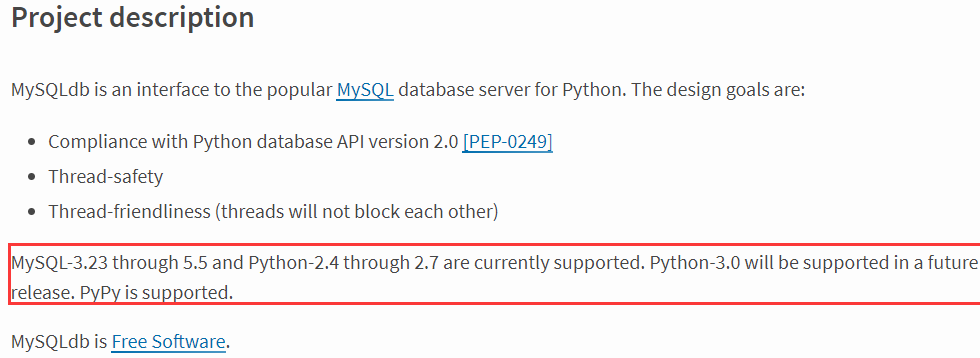 Project description
MySQLdb is an interface to the popular MySQL database server for Python. The design goals are:
Compliance with Python database API version 2.0 [PEP-0249]
Thread-safety
Thread-friendliness (threads will not block each other)
MySQL-3.23 through 5.5 and Python-2.4 through 2.7 are currently supported. Python-3.0 will be supported in a future
release. PyPy is supported.
MySQLdb is Free Software.